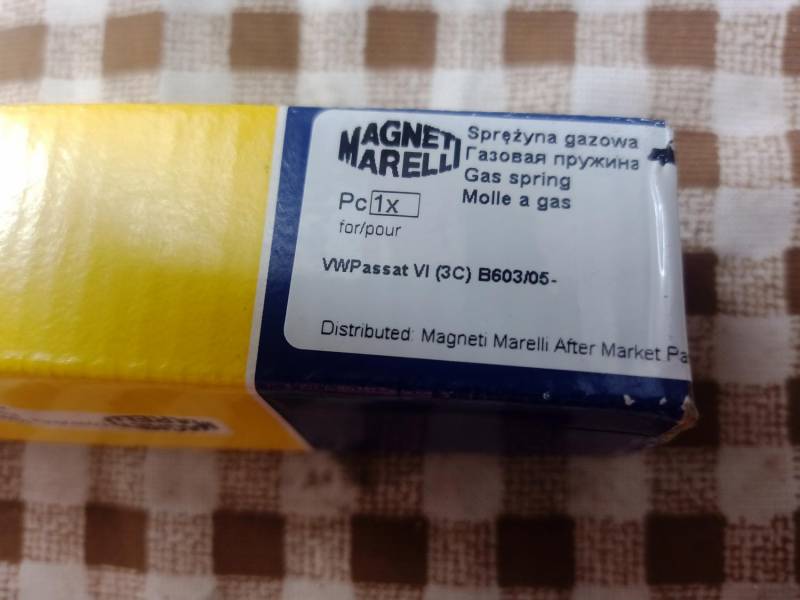 MAGNETI
MARELLI
Sprężyna gazowa
Газовая пружина
Gas spring
Molle a gas
Pc 1x
for/pour
VWPassat VI (3C) B603/05-
Distributed: Magneti Marelli After Market